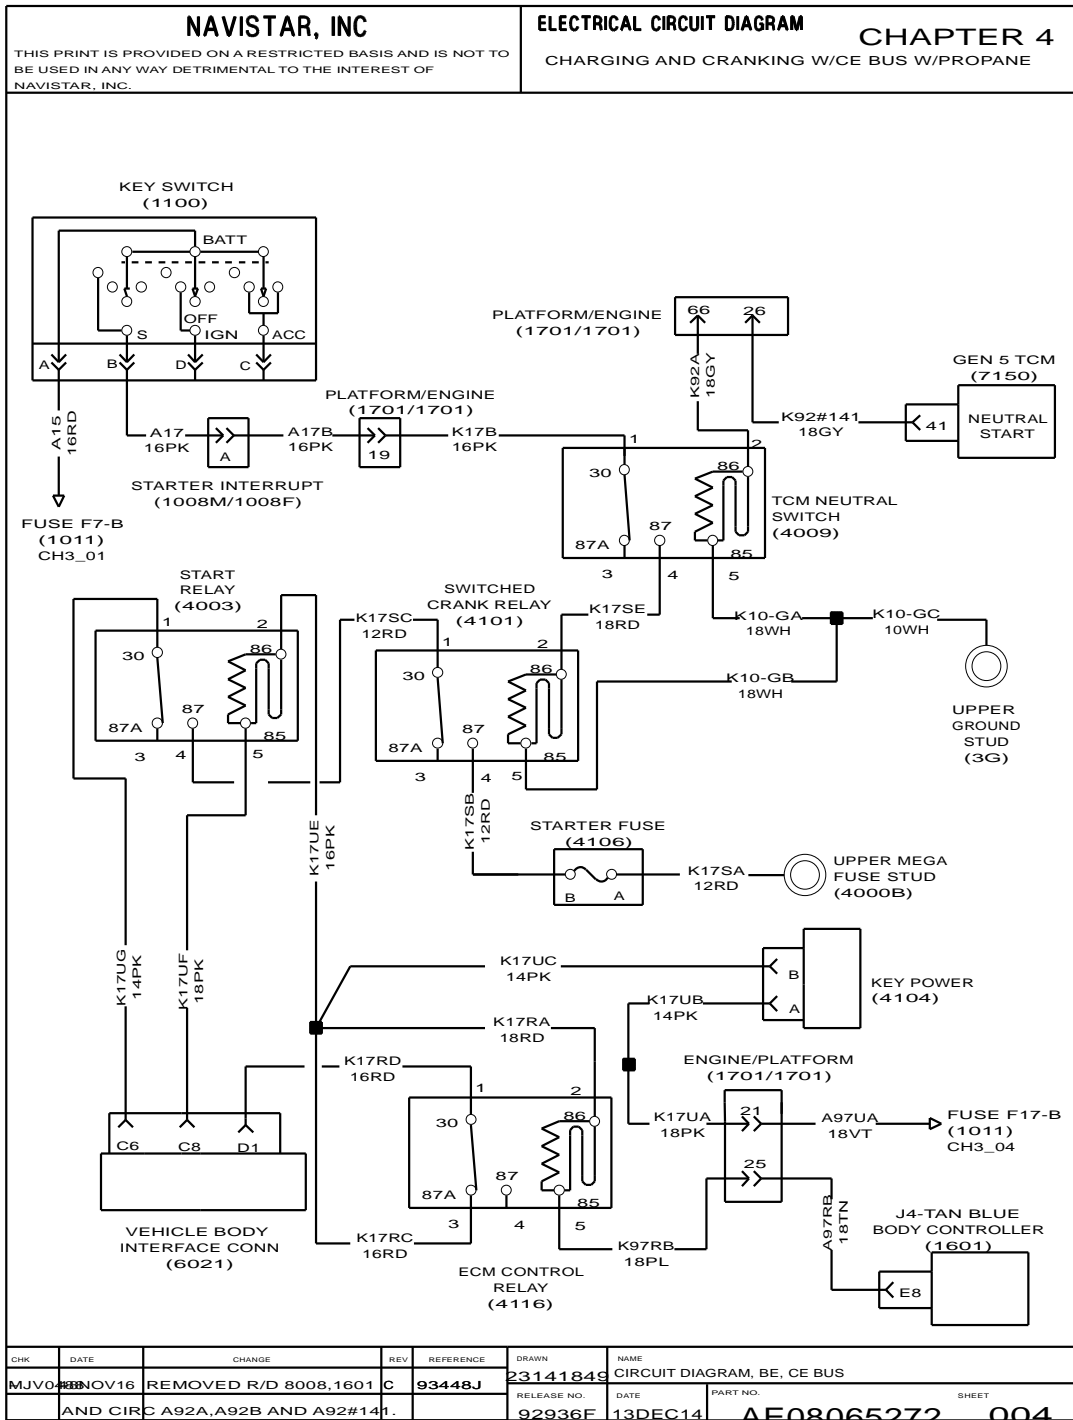 NAVISTAR, INC
THIS PRINT IS PROVIDED ON A RESTRICTED BASIS AND IS NOT TO
BE USED IN ANY WAY DETRIMENTAL TO THE INTEREST OF
NAVISTAR, INC.
ELECTRICAL CIRCUIT DIAGRAM
CHAPTER 4
CHARGING AND CRANKING W/CE BUS W/PROPANE
KEY SWITCH
(1100)
BATT
OFF
S
IGN
ACC
A
B
D
C
A15
16RD
FUSE F7-B
(1011)
CH3_01
A17
16PK
A
STARTER INTERRUPT
(1008M/1008F)
A17B
16PK
PLATFORM/ENGINE
(1701/1701)
19
K17B
16PK
PLATFORM/ENGINE
(1701/1701)
66
26
K92A
18GY
K92#141
18GY
GEN 5 TCM
(7150)
41
NEUTRAL
START
1
2
30
86
87
87A
85
3
4
5
TCM NEUTRAL
SWITCH
(4009)
START
RELAY
(4003)
1
2
30
86
87
87A
85
3
4
5
K17SC
12RD
SWITCHED
CRANK RELAY
(4101)
1
2
30
86
87
87A
85
3
4
5
K17SE
18RD
K10-GA
18WH
K10-GC
10WH
K10-GB
18WH
UPPER
GROUND
STUD
(3G)
K17UE
16PK
K17SB
12RD
STARTER FUSE
(4106)
B
A
K17SA
12RD
UPPER MEGA
FUSE STUD
(4000B)
K17UG
14PK
K17UF
18PK
K17UC
14PK
K17UB
14PK
B
A
KEY POWER
(4104)
K17RA
18RD
K17RD
16RD
ENGINE/PLATFORM
(1701/1701)
21
25
K17UA
18PK
A97UA
18VT
FUSE F17-B
(1011)
CH3_04
1
2
30
86
87
87A
85
3
4
5
ECM CONTROL
RELAY
(4116)
C6
C8
D1
VEHICLE BODY
INTERFACE CONN
(6021)
K17RC
16RD
K97RB
18PL
A97RB
18TN
J4-TAN BLUE
BODY CONTROLLER
(1601)
E8
CHK
DATE
CHANGE
REV
REFERENCE
REMOVED R/D 8008,1601
C
93448J
AND CIRC A92A,A92B AND A92#141.
DRAWN
23141849
NAME
CIRCUIT DIAGRAM, BE, CE BUS
RELEASE NO.
92936F
DATE
13DEC14
PART NO.
AE08065272
SHEET
004